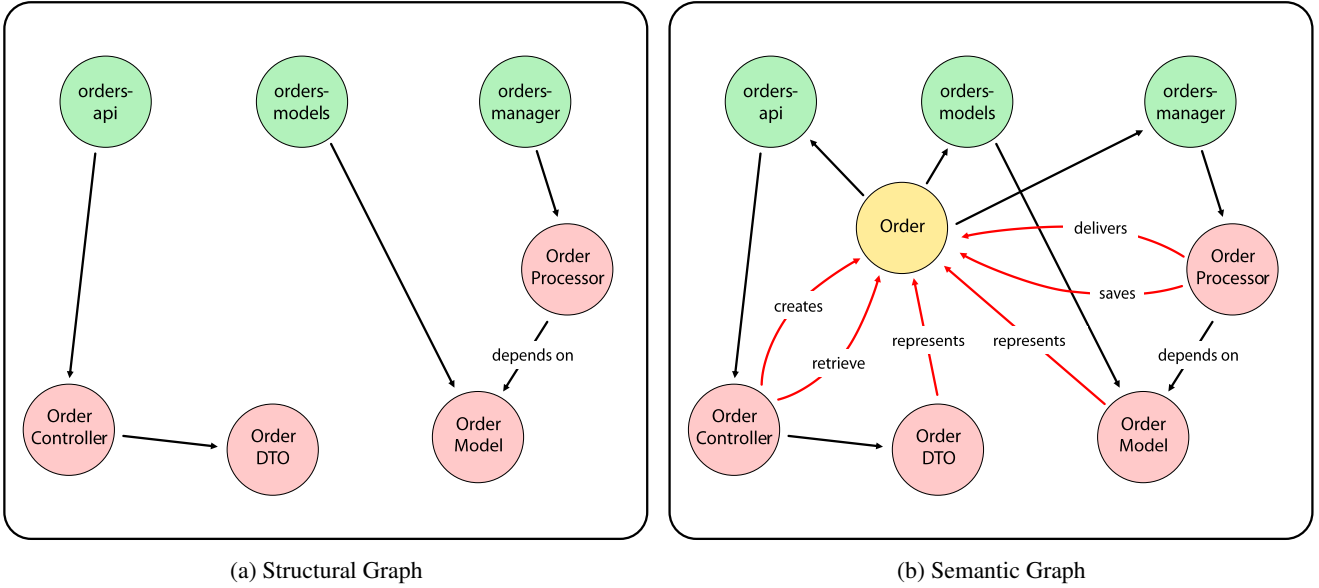 orders-
api
orders-
models
orders-
manager
Order
Processor
depends on
Order
Controller
Order
DTO
Order
Model
(a) Structural Graph
orders-
api
orders-
models
orders-
manager
Order
delivers
Order
Processor
saves
creates
retrieve
represents
represents
depends on
Order
Controller
Order
DTO
Order
Model
(b) Semantic Graph